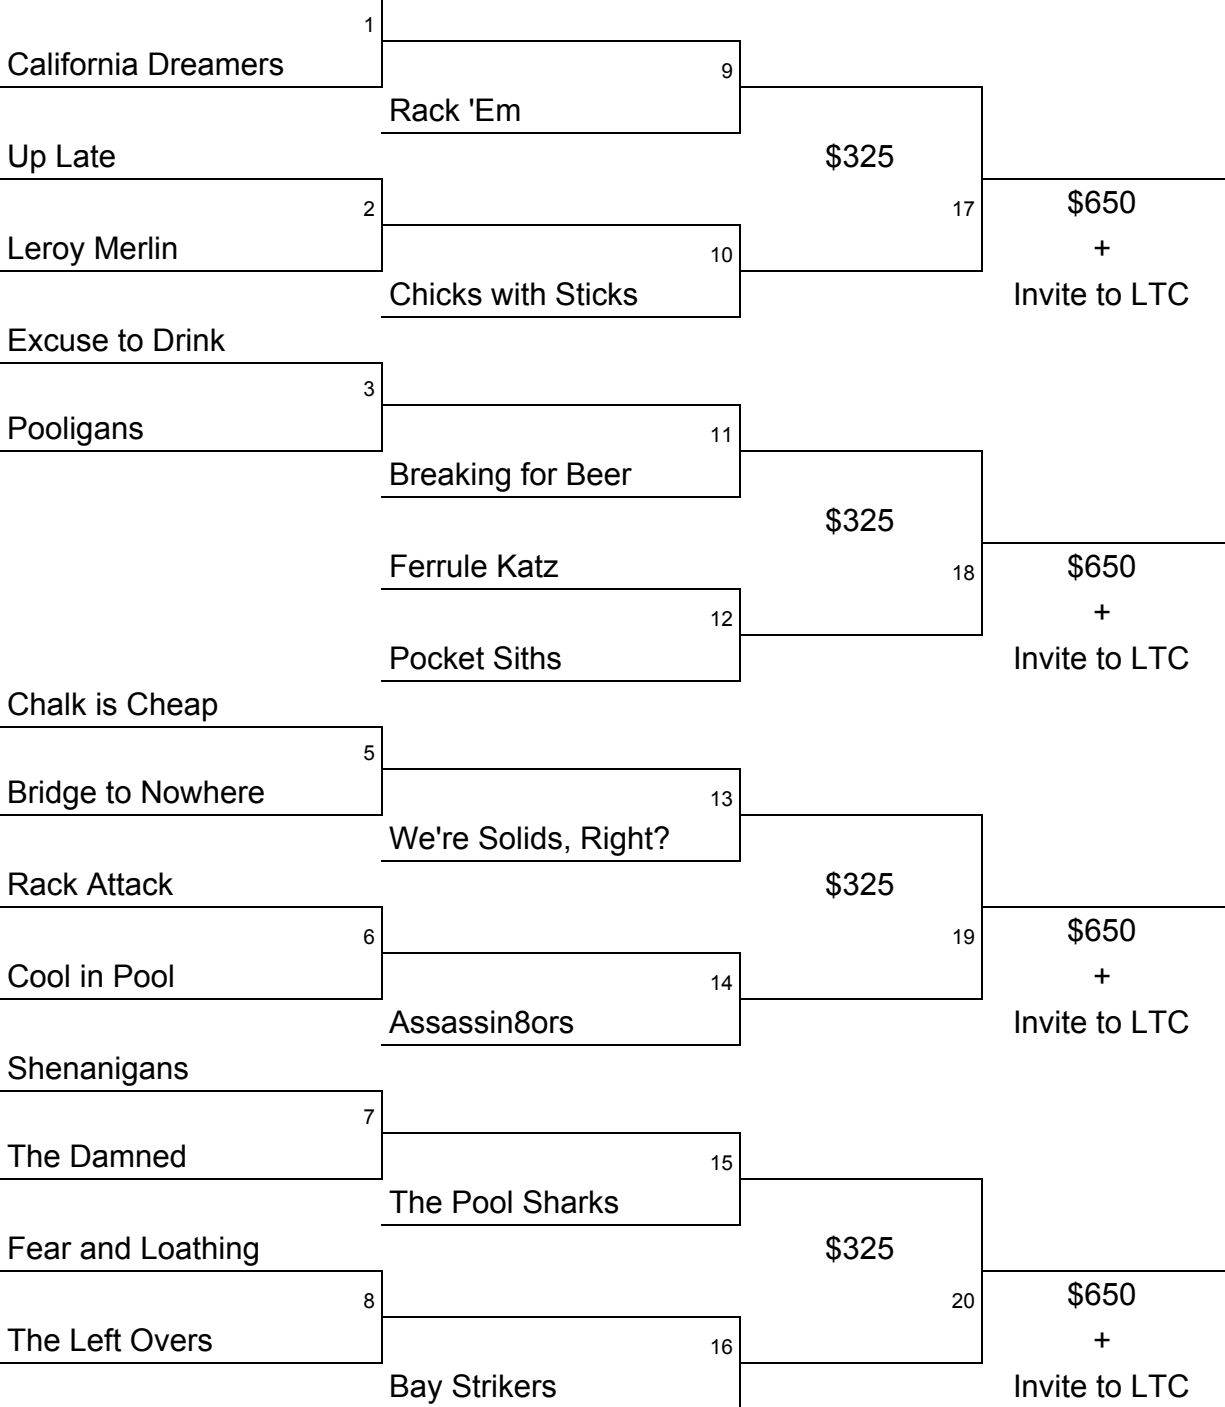 1
California Dreamers
9
Rack 'Em
Up Late
$325
2
17
$650
Leroy Merlin
10
+
Chicks with Sticks
Invite to LTC
Excuse to Drink
3
Pooligans
11
Breaking for Beer
$325
Ferrule Katz
18
$650
12
+
Pocket Siths
Invite to LTC
Chalk is Cheap
5
Bridge to Nowhere
13
We're Solids, Right?
Rack Attack
$325
6
19
$650
Cool in Pool
14
+
Assassin8ors
Invite to LTC
Shenanigans
7
The Damned
15
The Pool Sharks
Fear and Loathing
$325
8
20
$650
The Left Overs
16
+
Bay Strikers
Invite to LTC